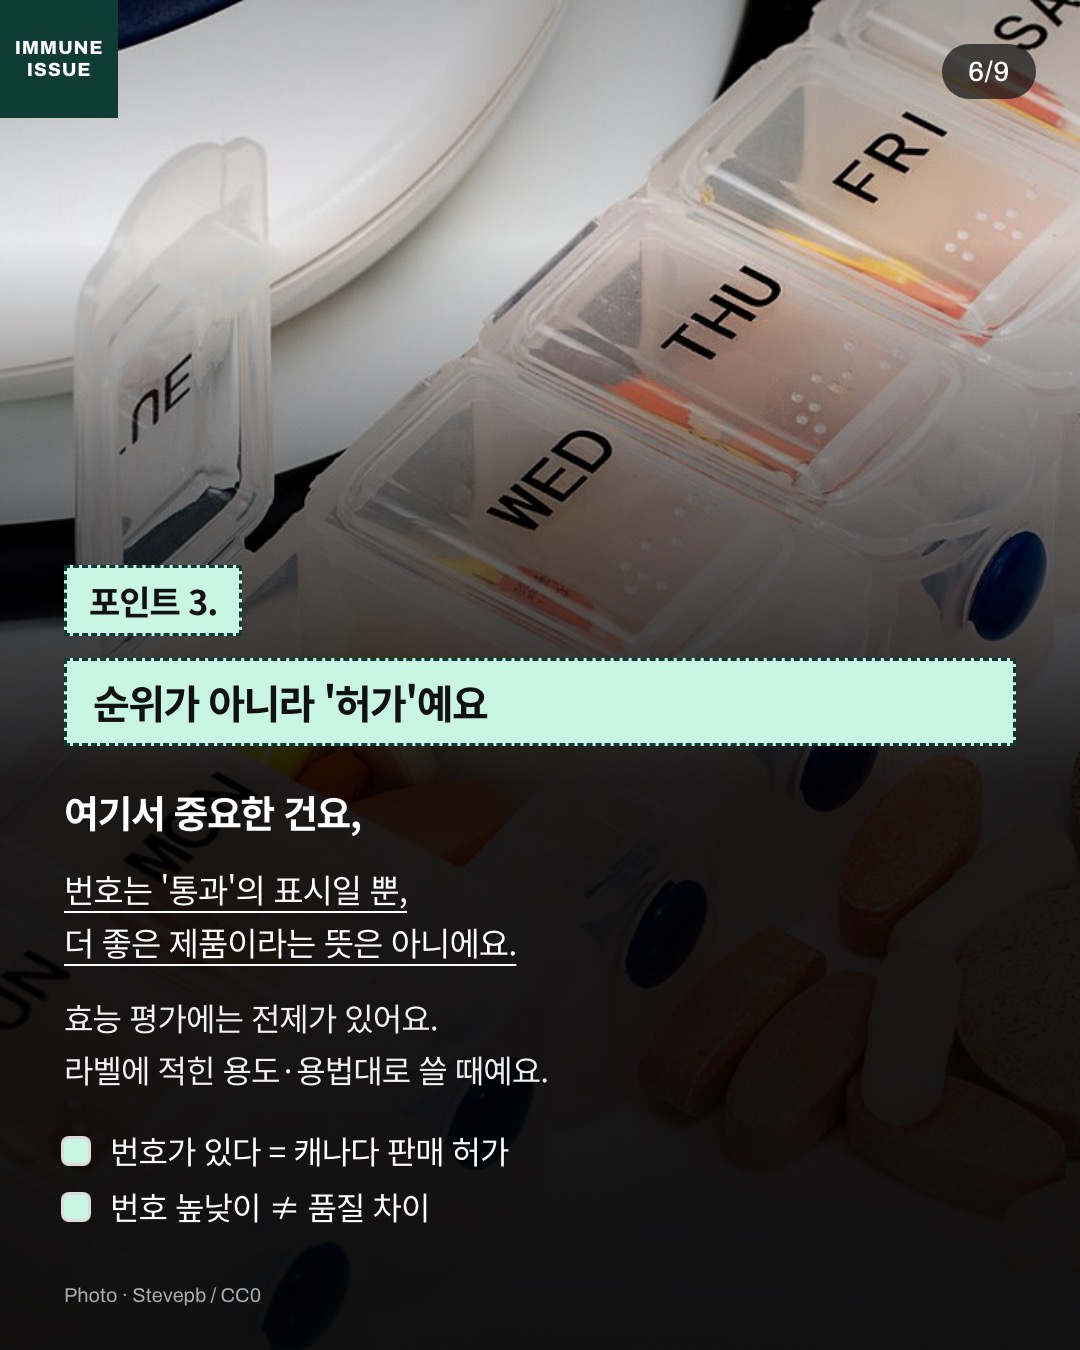 IMMUNE
ISSUE
6/9
SA
FRI
THU
WED
포인트 3.
순위가 아니라 '허가'예요
여기서 중요한 건요,
MON
번호는 '통과'의 표시일 뿐,
더 좋은 제품이라는 뜻은 아니에요.
UN
효능 평가에는 전제가 있어요.
라벨에 적힌 용도·용법대로 쓸 때예요.
번호가 있다 = 캐나다 판매 허가
번호 높낮이 ≠ 품질 차이
Photo · Stevepb / CC0